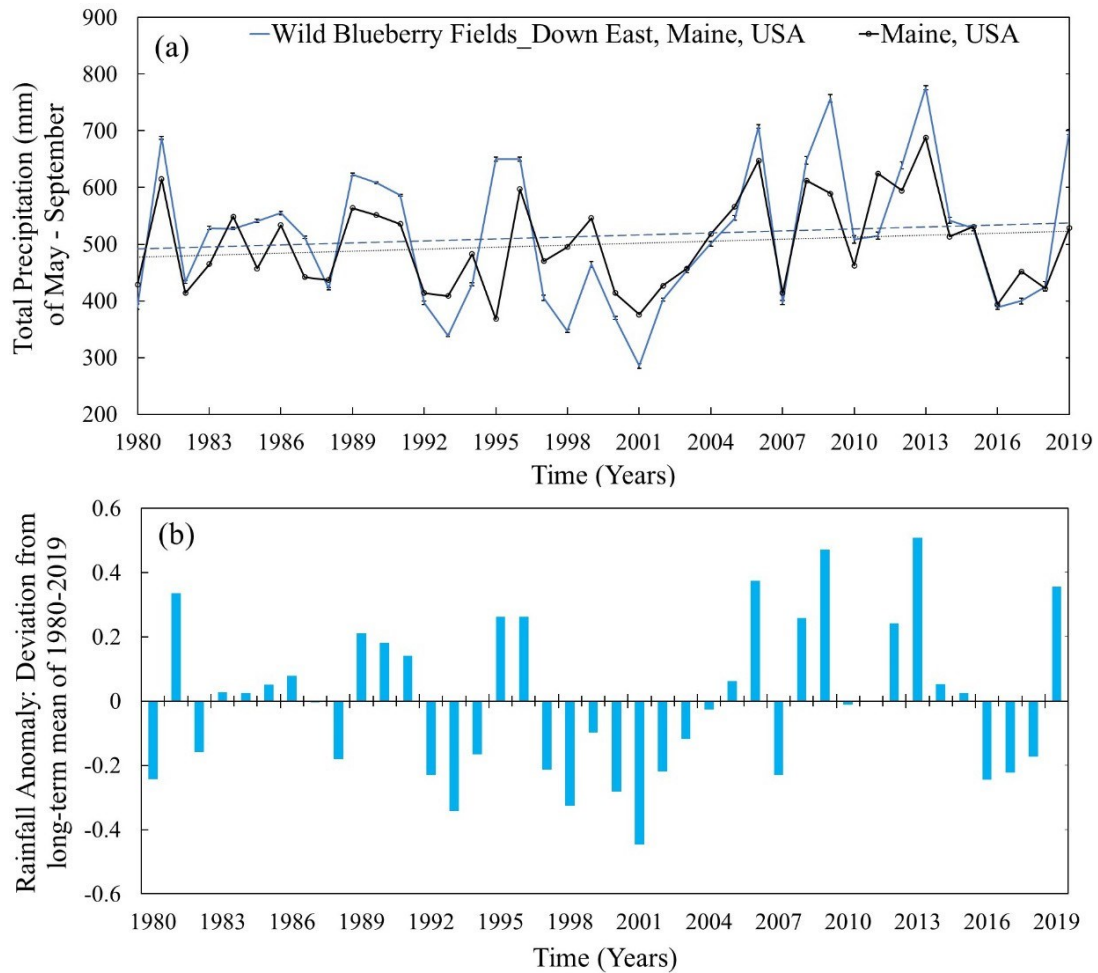 (a)
Wild Blueberry Fields_Down East, Maine, USA
Maine, USA
Total Precipitation (mm)
of May - September
900
800
700
600
500
400
300
200
1980 1983 1986 1989 1992 1995 1998 2001 2004 2007 2010 2013 2016 2019
Time (Years)
(b)
Rainfall Anomaly: Deviation from
long-term mean of 1980-2019
0.6
0.4
0.2
0
-0.2
-0.4
-0.6
1980 1983 1986 1989 1992 1995 1998 2001 2004 2007 2010 2013 2016 2019
Time (Years)